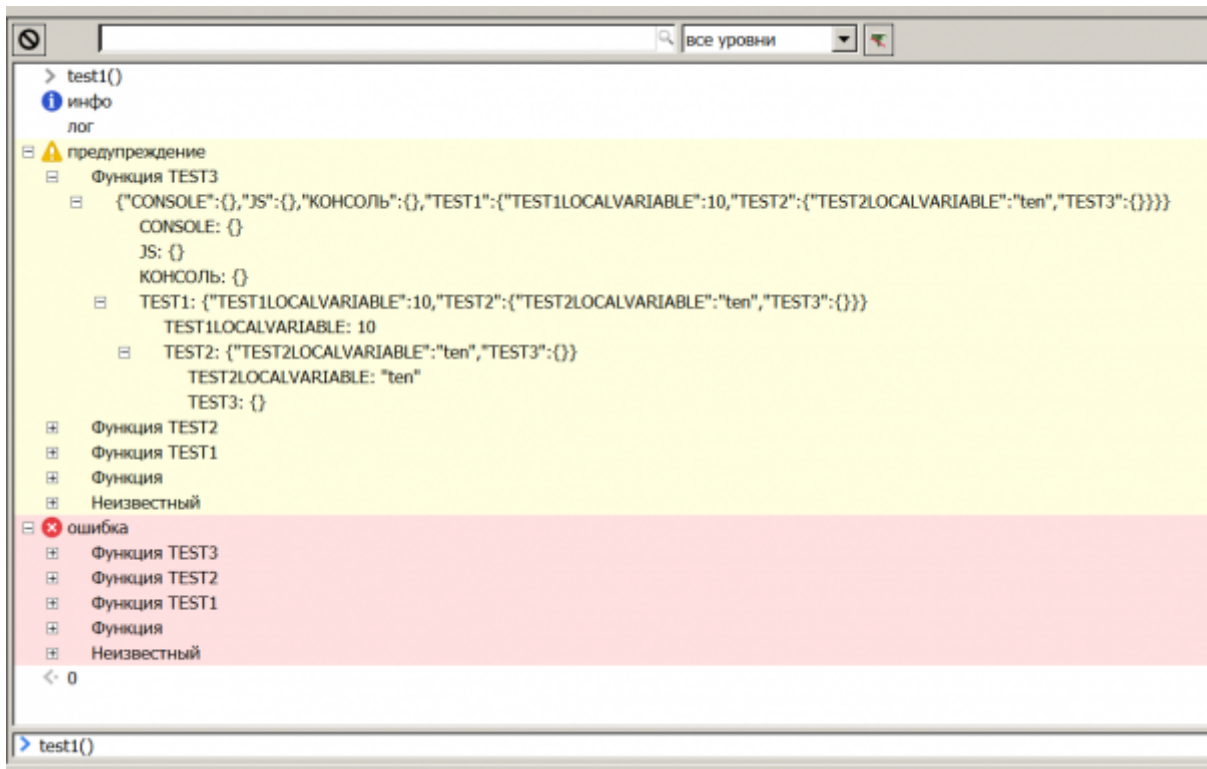 все уровни
> test1()
инфо
лог
предупреждение
Функция TEST3
{"CONSOLE":{},"JS":{},"КОНСОЛЬ":{},"TEST1":{"TEST1LOCALVARIABLE":10,"TEST2":{"TEST2LOCALVARIABLE":"ten","TEST3":{}}}}
CONSOLE: {}
JS: {}
КОНСОЛЬ: {}
TEST1: {"TEST1LOCALVARIABLE":10,"TEST2":{"TEST2LOCALVARIABLE":"ten","TEST3":{}}}
TEST1LOCALVARIABLE: 10
TEST2: {"TEST2LOCALVARIABLE":"ten","TEST3":{}}
TEST2LOCALVARIABLE: "ten"
TEST3: {}
Функция TEST2
Функция TEST1
Функция
Неизвестный
ошибка
Функция TEST3
Функция TEST2
Функция TEST1
Функция
Неизвестный
0
> test1()